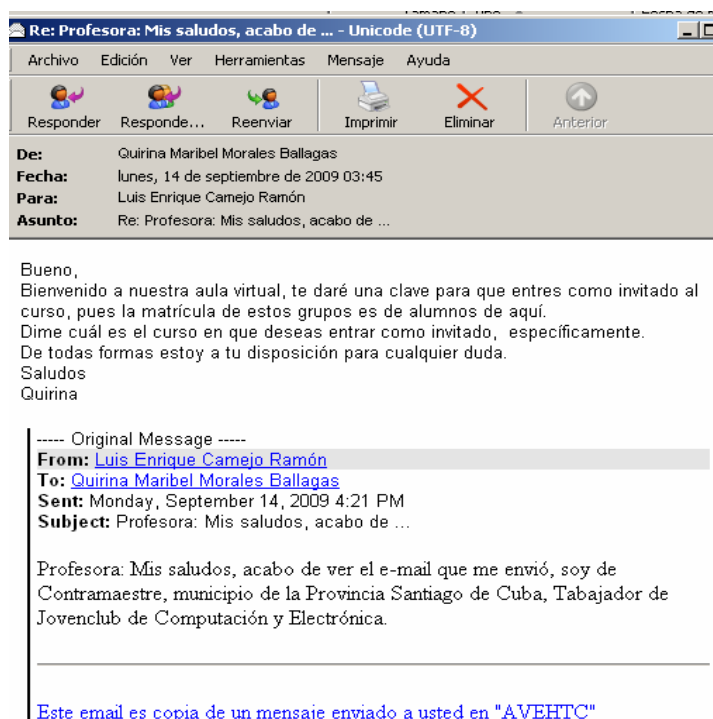 Re: Profesora: Mis saludos, acabo de ... - Unicode (UTF-8)
Archivo Edición Ver Herramientas Mensaje Ayuda
Responder Responde... Reenviar Imprimir Eliminar Anterior
De: Quirina Maribel Morales Ballagas
Fecha: lunes, 14 de septiembre de 2009 03:45
Para: Luis Enrique Camejo Ramón
Asunto: Re: Profesora: Mis saludos, acabo de ...
Bueno,
Bienvenido a nuestra aula virtual, te daré una clave para que entres como invitado al
curso, pues la matrícula de estos grupos es de alumnos de aquí.
Dime cuál es el curso en que deseas entrar como invitado, específicamente.
De todas formas estoy a tu disposición para cualquier duda.
Saludos
Quirina
----- Original Message -----
From: Luis Enrique Camejo Ramón
To: Quirina Maribel Morales Ballagas
Sent: Monday, September 14, 2009 4:21 PM
Subject: Profesora: Mis saludos, acabo de ...
Profesora: Mis saludos, acabo de ver el e-mail que me envió, soy de
Contramaestre, municipio de la Provincia Santiago de Cuba, Tabajador de
Jovenclub de Computación y Electrónica.
Este email es copia de un mensaje enviado a usted en "AVEHTC"